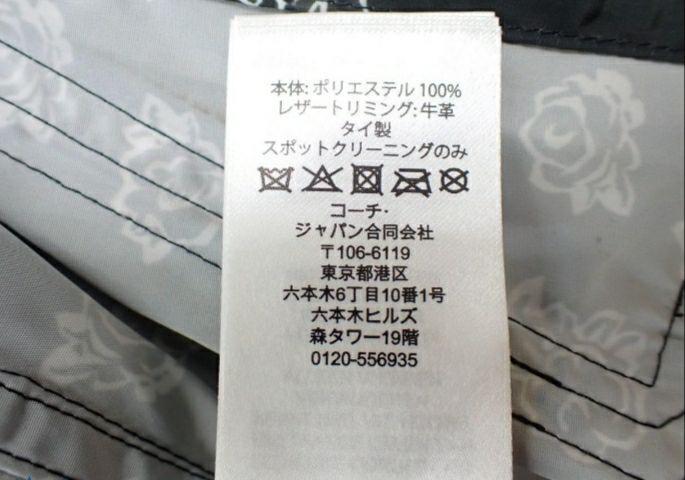 本体: ポリエステル 100%
レザートリミング: 牛革
タイ製
スポットクリーニングのみ
コーチ・
ジャパン合同会社
〒106-6119
東京都港区
六本木6丁目10番1号
六本木ヒルズ
森タワー19階
0120-556935